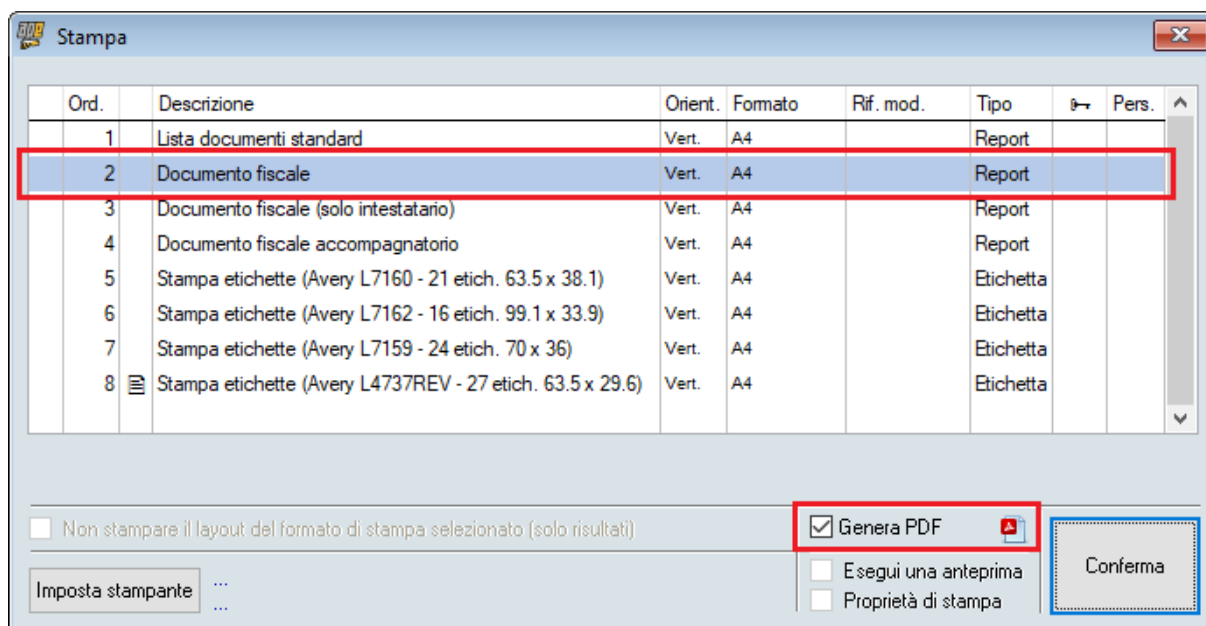 Stampa
Ord. Descrizione Orient. Formato Rif. mod. Tipo Pers.
1 Lista documenti standard Vert. A4 Report
2 Documento fiscale Vert. A4 Report
3 Documento fiscale (solo intestatario) Vert. A4 Report
4 Documento fiscale accompagnatorio Vert. A4 Report
5 Stampa etichette (Avery L7160 - 21 etich. 63.5 x 38.1) Vert. A4 Etichetta
6 Stampa etichette (Avery L7162 - 16 etich. 99.1 x 33.9) Vert. A4 Etichetta
7 Stampa etichette (Avery L7159 - 24 etich. 70 x 36) Vert. A4 Etichetta
8 Stampa etichette (Avery L4737REV - 27 etich. 63.5 x 29.6) Vert. A4 Etichetta
Non stampare il layout del formato di stampa selezionato (solo risultati)
Genera PDF
Esegui una anteprima
Proprietà di stampa
Conferma
Imposta stampante
...
...